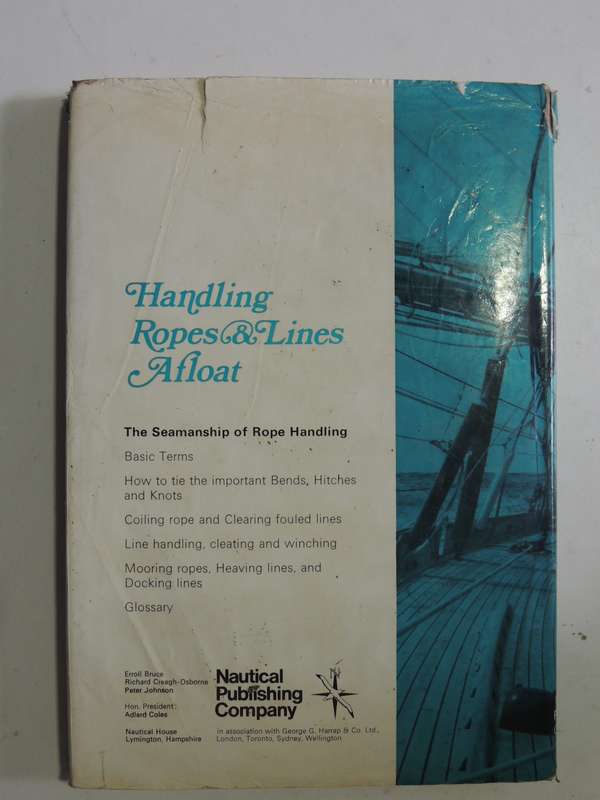 Handling
Ropes & Lines
Afloat
The Seamanship of Rope Handling
Basic Terms
How to tie the important Bends, Hitches
and Knots
Coiling rope and Clearing fouled lines
Line handling, cleating and winching
Mooring ropes, Heaving lines, and
Docking lines
Glossary
Erroll Bruce
Richard Creagh-Osborne
Peter Johnson
Hon. President:
Adlard Coles
Nautical House
Lymington, Hampshire
Nautical
Publishing
Company
in association with George G. Harrap & Co. Ltd.,
London, Toronto, Sydney, Wellington